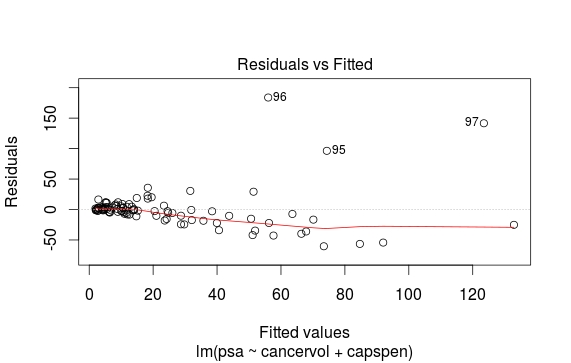 Residuals vs Fitted
Residuals
150
50
0
-50
96
97
95
0 20 40 60 80 100 120
Fitted values
lm(psa ~ cancervol + capspen)